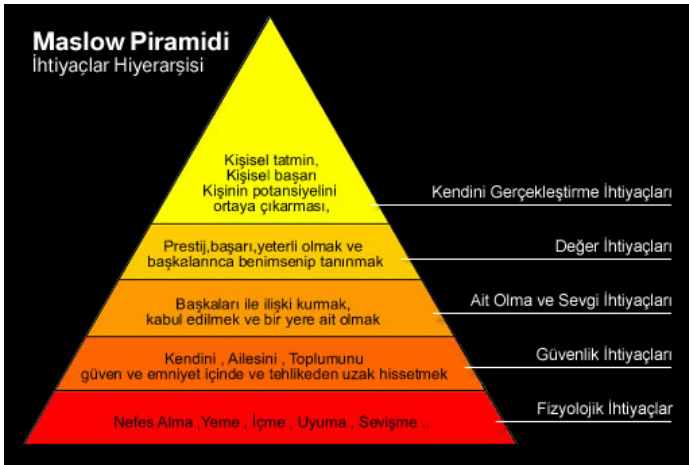 Maslow Piramidi
İhtiyaçlar Hiyerarşisi
Kişisel tatmin,
Kişisel başarı
Kişinin potansiyelini
ortaya çıkarması,
Kendini Gerçekleştirme İhtiyaçları
Prestij,başarı,yeterli olmak ve
başkalarınca benimsenip tanınmak
Değer İhtiyaçları
Başkaları ile ilişki kurmak,
kabul edilmek ve bir yere ait olmak
Ait Olma ve Sevgi İhtiyaçları
Kendini , Ailesini , Toplumunu
güven ve emniyet içinde ve tehlikeden uzak hissetmek
Güvenlik İhtiyaçları
Nefes Alma ,Yeme , İçme , Uyuma , Sevişme ..
Fizyolojik İhtiyaçlar